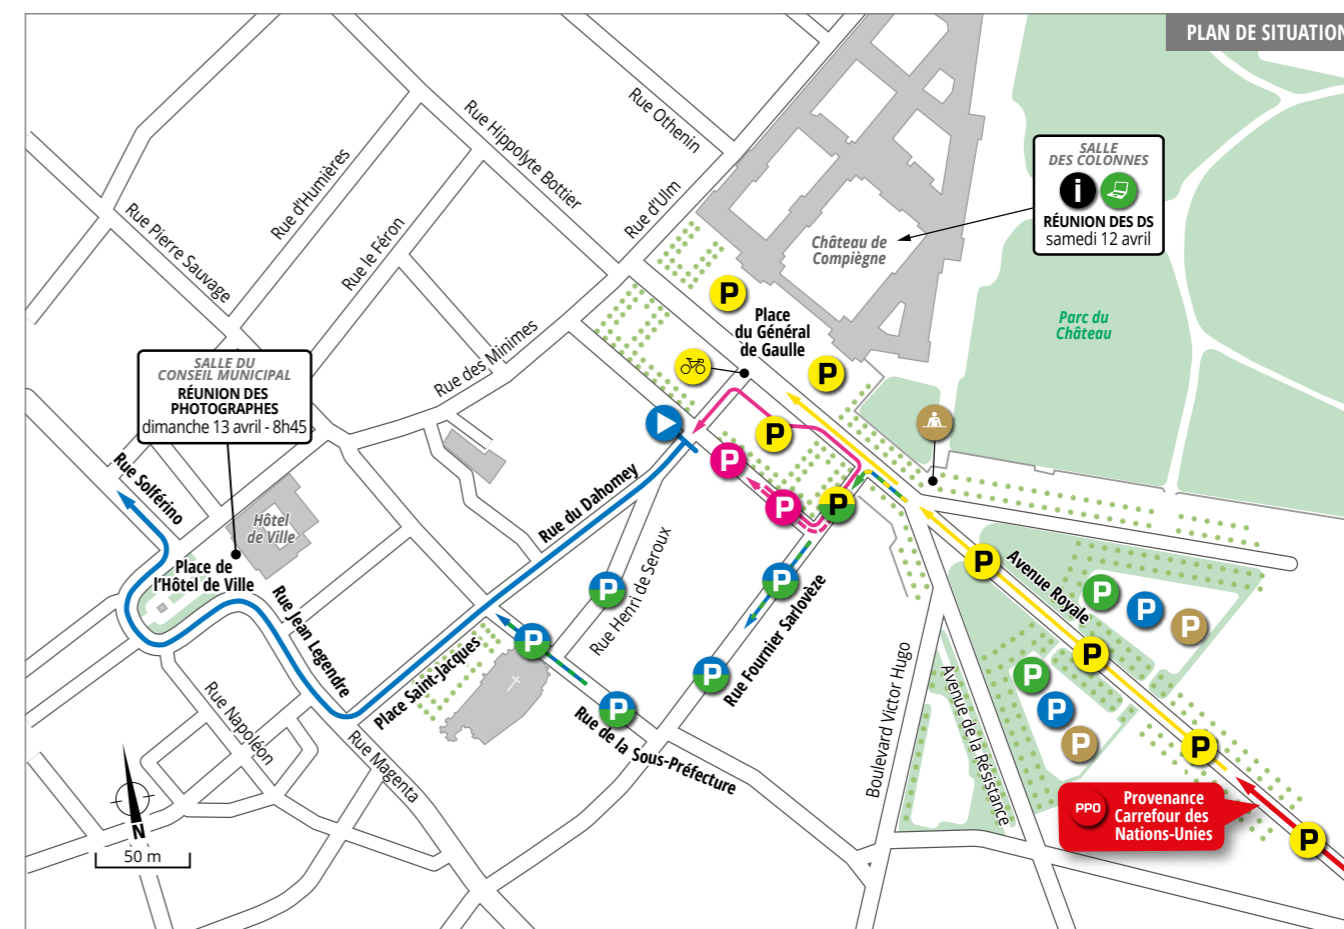 PLAN DE SITUATION
Rue Othenin
Rue Hippolyte Bottier
Rue d'Ulm
Rue d'Humières
Rue le Féron
Rue Pierre Sauvage
Rue des Minimes
SALLE
DES COLONNES
i
RÉUNION DES DS
samedi 12 avril
Château de
Compiègne
Parc du
Château
P
Place
du Général
de Gaulle
P
SALLE DU
CONSEIL MUNICIPAL
RÉUNION DES
PHOTOGRAPHES
dimanche 13 avril - 8h45
P
P
P
P
Rue Solférino
Hôtel
de Ville
Place de
l'Hôtel de Ville
Rue Jean Legendre
Rue du Dahomey
Rue Henri de Seroux
P
P
P
P
P
P
Rue Fournier Sarlovèze
Place Saint-Jacques
Rue de la Sous-Préfecture
Rue Napoléon
Rue Magenta
Boulevard Victor Hugo
Avenue de la Résistance
Avenue Royale
P
P
P
P
P
P
P
P
P
P
PPO
Provenance
Carrefour des
Nations-Unies
N
50 m